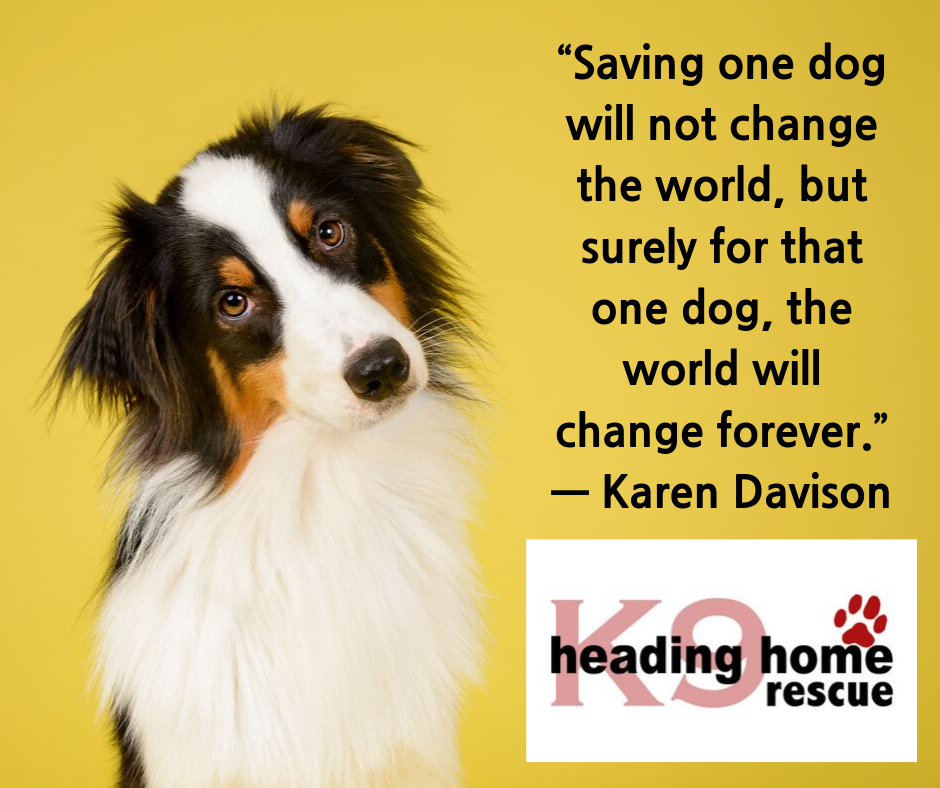 “Saving one dog
will not change
the world, but
surely for that
one dog, the
world will
change forever.”
— Karen Davison
K9
heading home
rescue